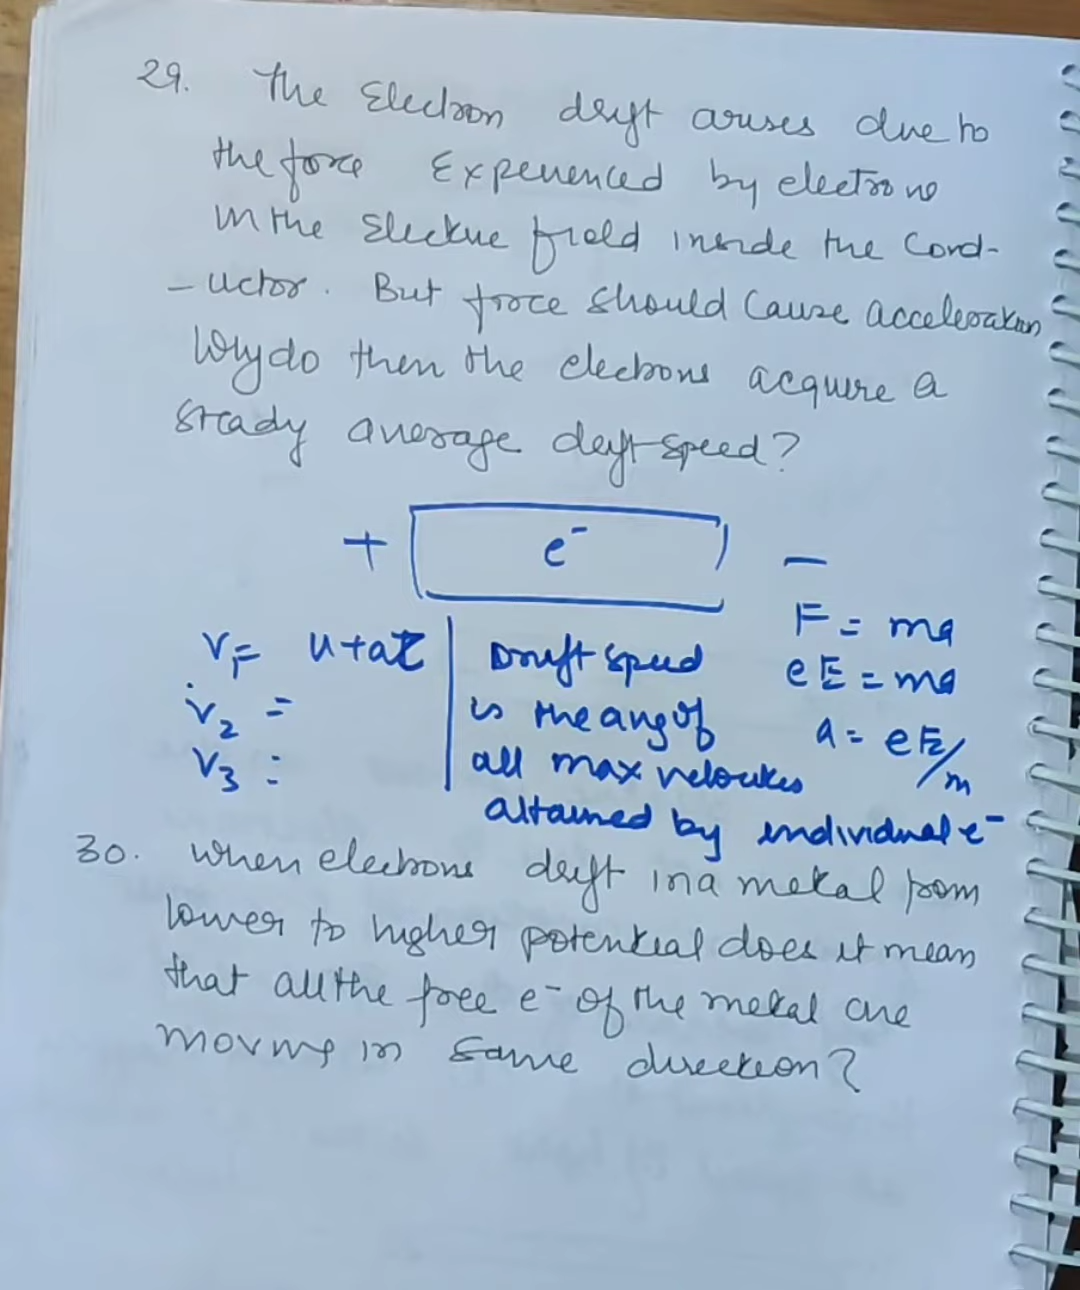 29. The Electron drift arises due to
the force Experienced by electrons
in the Electric field inside the Cond-
- uctor. But force should Cause acceleration
Why do then the electrons acquire a
steady average drift speed?
+ e⁻ −
F = ma
V₁= u+aτ Drift speed eE = ma
V₂ = is the avg of a = eE/m
V₃ = all max velocities
attained by individual e⁻
30. When electrons drift in a metal from
lower to higher potential does it mean
that all the free e⁻ of the metal are
moving in same direction?